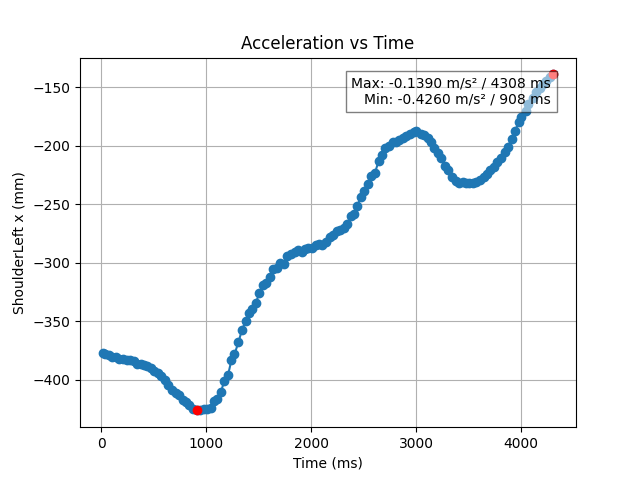 Acceleration vs Time
Max: -0.1390 m/s² / 4308 ms
Min: -0.4260 m/s² / 908 ms
ShoulderLeft x (mm)
−150
−200
−250
−300
−350
−400
0 1000 2000 3000 4000
Time (ms)